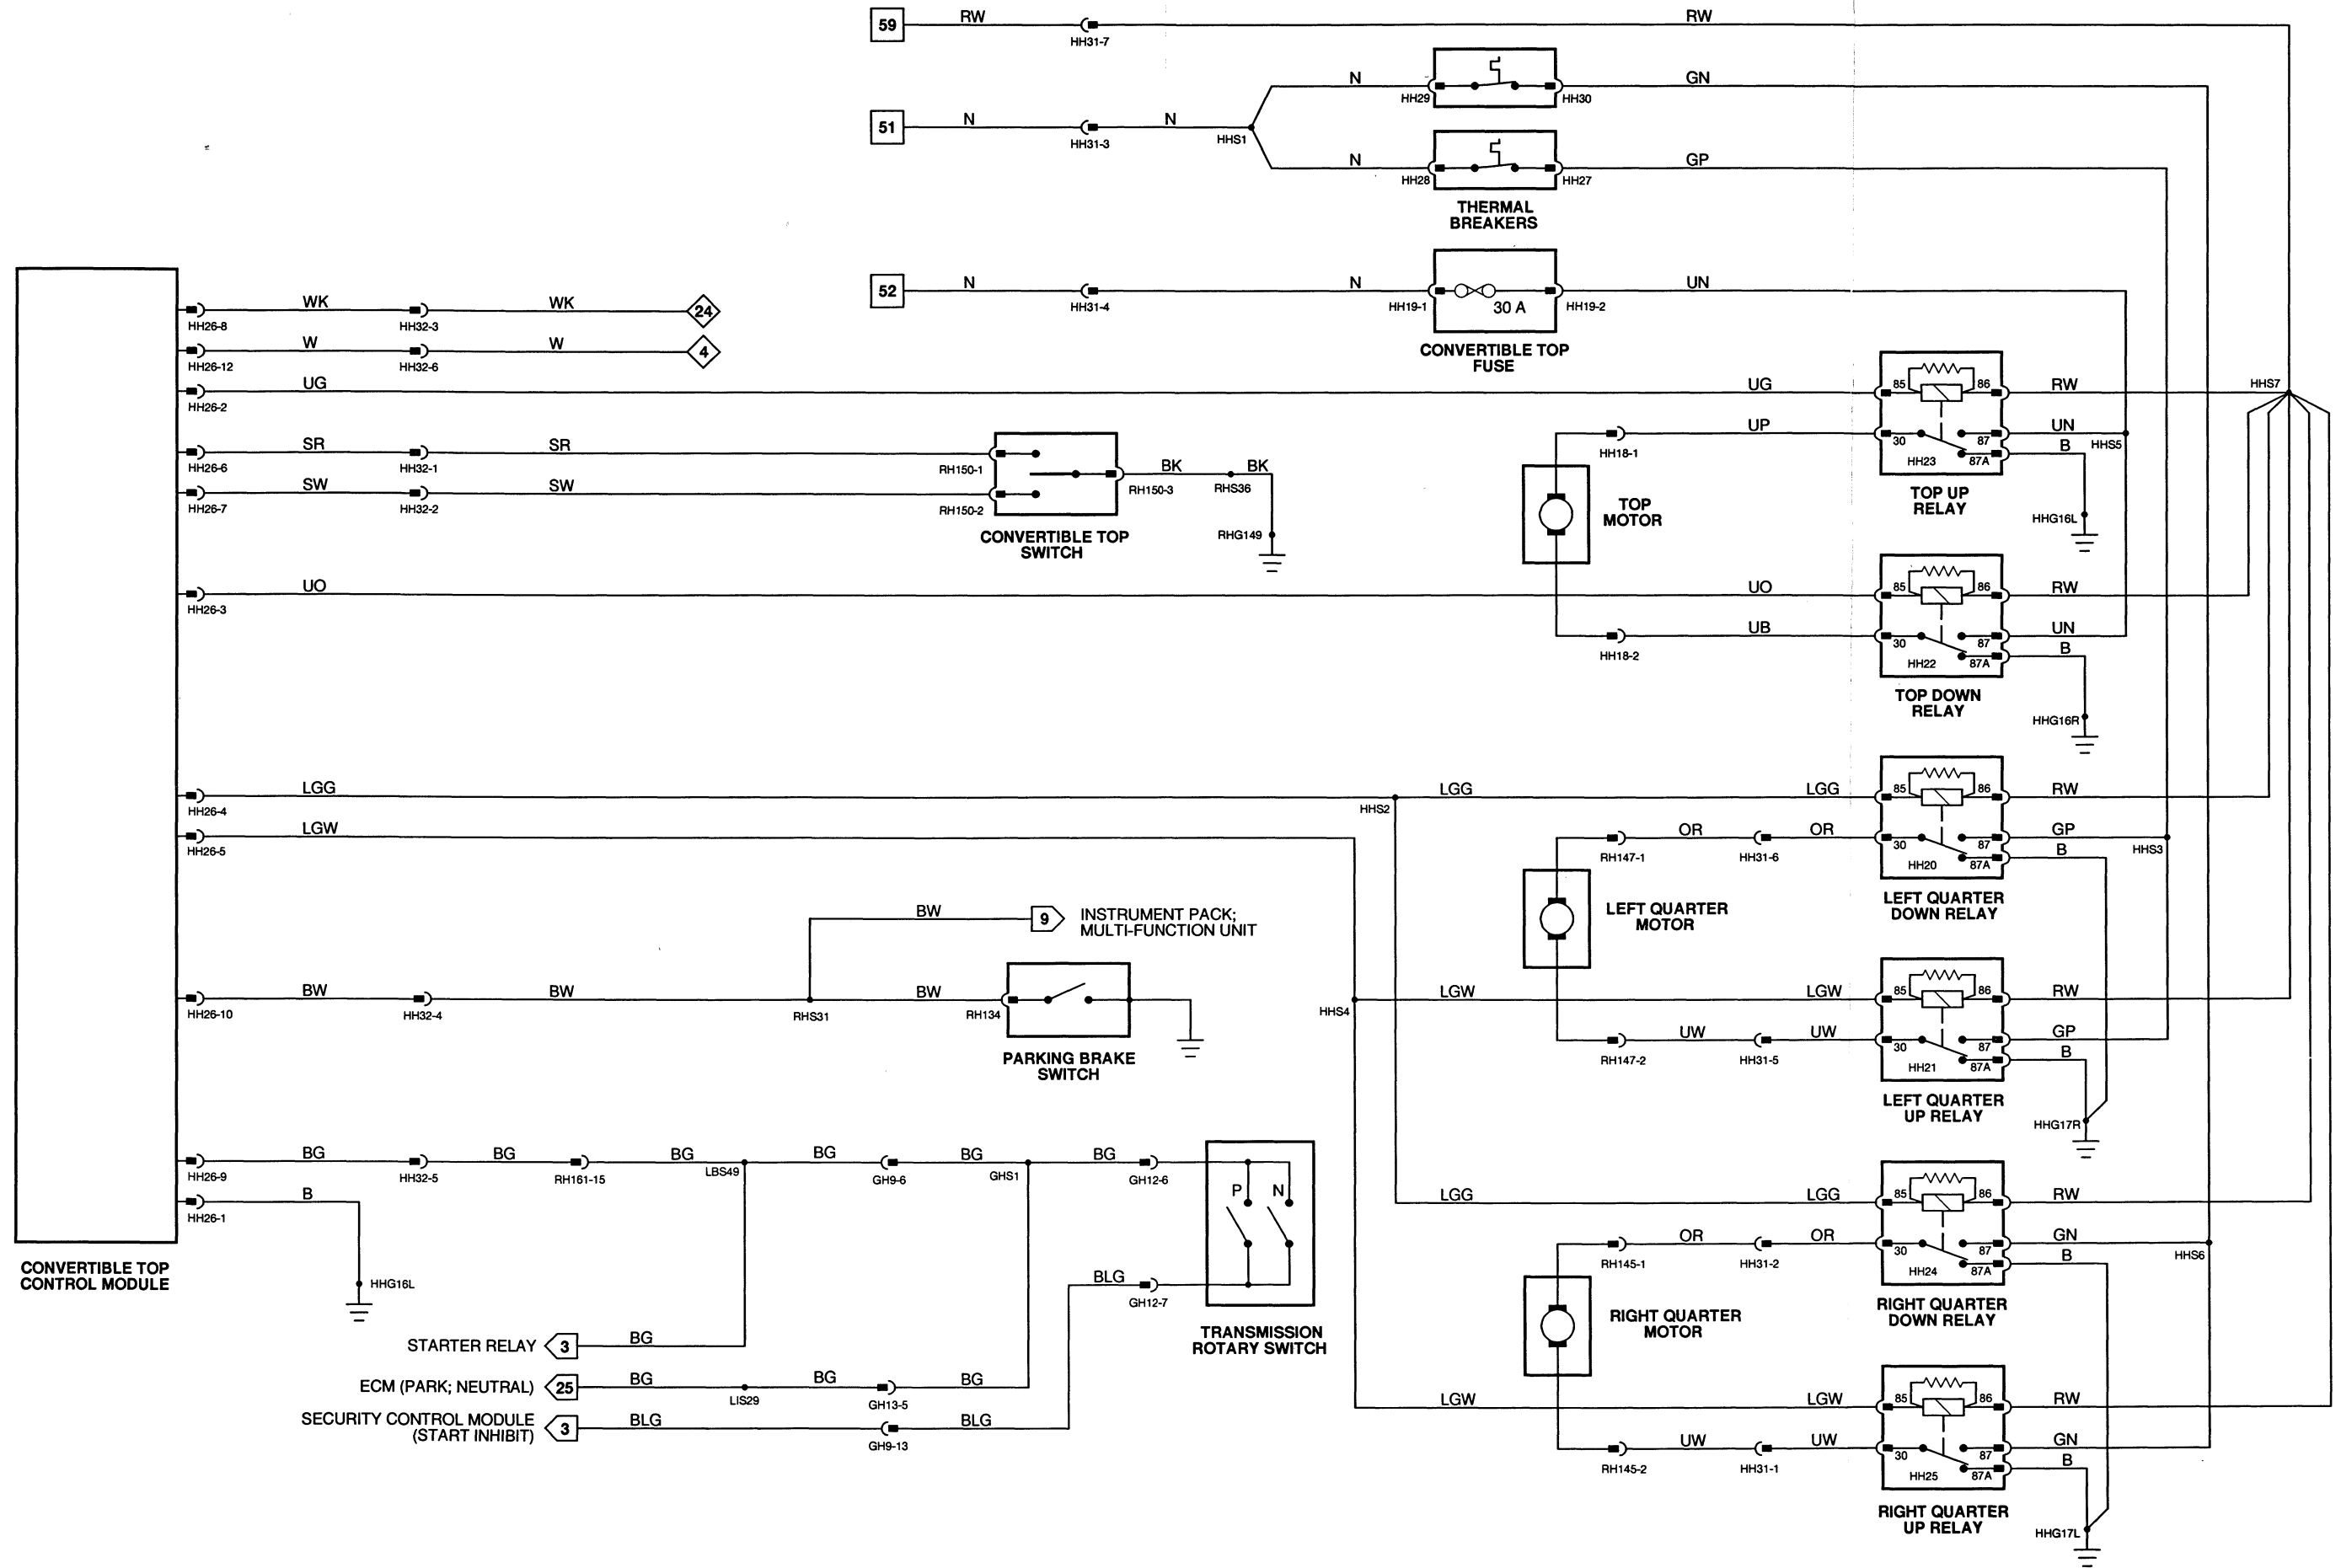 59 RW HH31-7 RW
N HH29 HH30 GN
51 N HH31-3 N HHS1
N HH28 HH27 GP
THERMAL
BREAKERS
52 N HH31-4 N HH19-1 30 A HH19-2 UN
CONVERTIBLE TOP
FUSE
HH26-8 WK HH32-3 WK 24
HH26-12 W HH32-6 W 4
HH26-2 UG UG 85 86 RW HHS7
HH18-1 UP 30 87 UN HHS5
HH23 87A B
TOP UP
RELAY
HHG16L
HH26-6 SR HH32-1 SR RH150-1
RH150-3 BK RHS36 BK
HH26-7 SW HH32-2 SW RH150-2
RHG149
CONVERTIBLE TOP
SWITCH
TOP
MOTOR
HH26-3 UO UO 85 86 RW
HH18-2 UB 30 87 UN
HH22 87A B
TOP DOWN
RELAY
HHG16R
HH26-4 LGG HHS2 LGG LGG 85 86 RW
HH26-5 LGW
RH147-1 OR HH31-6 OR 30 87 GP HHS3
HH20 87A B
LEFT QUARTER
DOWN RELAY
LEFT QUARTER
MOTOR
BW 9 INSTRUMENT PACK;
MULTI-FUNCTION UNIT
HH26-10 BW HH32-4 BW RHS31 BW RH134
PARKING BRAKE
SWITCH
HHS4 LGW LGW 85 86 RW
RH147-2 UW HH31-5 UW 30 87 GP
HH21 87A B
LEFT QUARTER
UP RELAY
HHG17R
HH26-9 BG HH32-5 BG RH161-15 BG LBS49 BG GH9-6 BG GHS1 BG GH12-6
P N
HH26-1 B
HHG16L
CONVERTIBLE TOP
CONTROL MODULE
BLG GH12-7
TRANSMISSION
ROTARY SWITCH
STARTER RELAY 3 BG
ECM (PARK; NEUTRAL) 25 BG LIS29 BG GH13-5 BG
SECURITY CONTROL MODULE
(START INHIBIT) 3 BLG GH9-13 BLG
LGG LGG 85 86 RW
RH145-1 OR HH31-2 OR 30 87 GN HHS6
HH24 87A B
RIGHT QUARTER
DOWN RELAY
RIGHT QUARTER
MOTOR
LGW LGW 85 86 RW
RH145-2 UW HH31-1 UW 30 87 GN
HH25 87A B
RIGHT QUARTER
UP RELAY
HHG17L